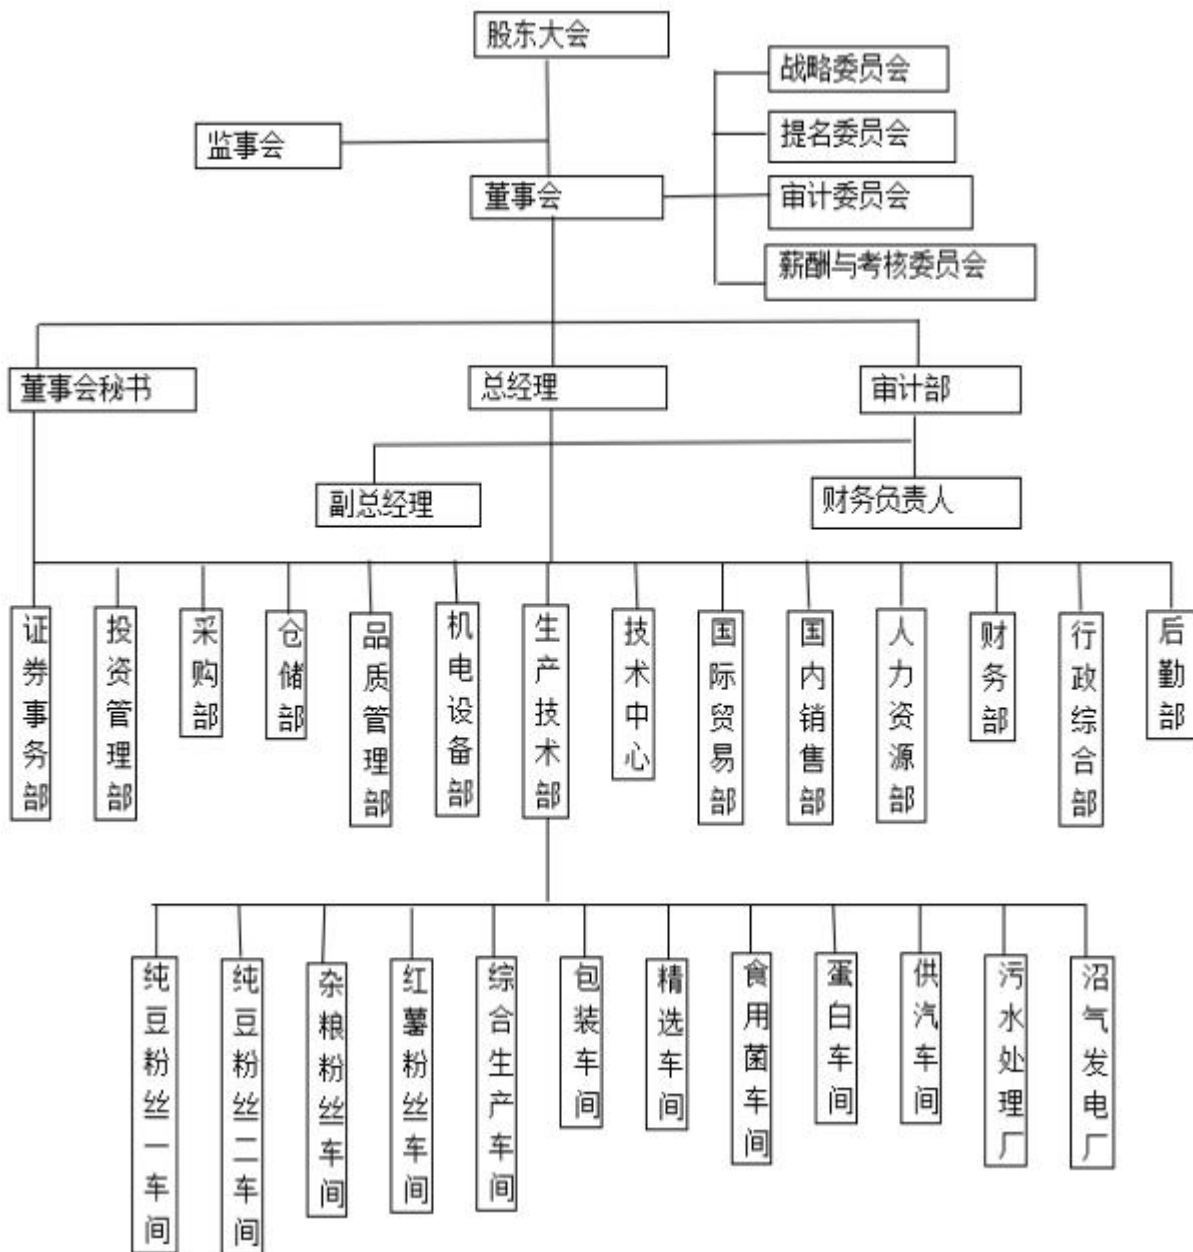 股东大会
战略委员会
提名委员会
监事会
董事会
审计委员会
薪酬与考核委员会
董事会秘书
总经理
审计部
副总经理
财务负责人
证券事务部
投资管理部
采购部
仓储部
品质管理部
机电设备部
生产技术部
技术中心
国际贸易部
国内销售部
人力资源部
财务部
行政综合部
后勤部
纯豆粉丝一车间
纯豆粉丝二车间
杂粮粉丝车间
红薯粉丝车间
综合生产车间
包装车间
精选车间
食用菌车间
蛋白车间
供汽车间
污水处理厂
沼气发电厂